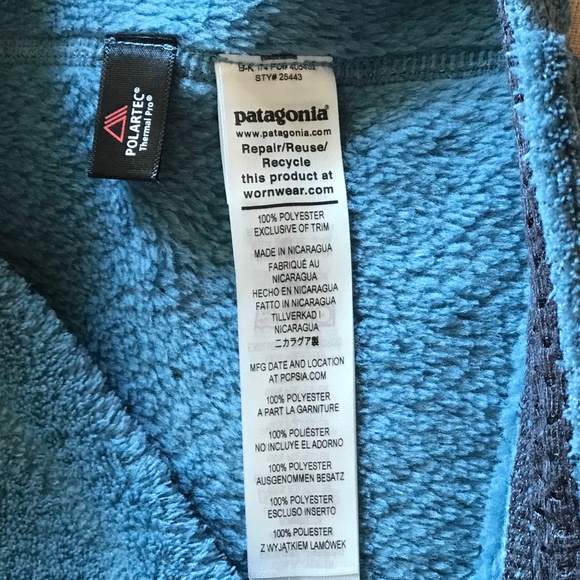 POLARTEC®
Thermal Pro®
STY# 25443
patagonia®
www.patagonia.com
Repair/Reuse/
Recycle
this product at
wornwear.com
100% POLYESTER
EXCLUSIVE OF TRIM
MADE IN NICARAGUA
FABRIQUÉ AU
NICARAGUA
HECHO EN NICARAGUA
FATTO IN NICARAGUA
TILLVERKAD I
NICARAGUA
ニカラグア製
MFG DATE AND LOCATION
AT PCPSIA.COM
100% POLYESTER
A PART LA GARNITURE
100% POLIÉSTER
NO INCLUYE EL ADORNO
100% POLYESTER
AUSGENOMMEN BESATZ
100% POLYESTER
ESCLUSO INSERTO
100% POLIESTER
Z WYJĄTKIEM LAMÓWEK